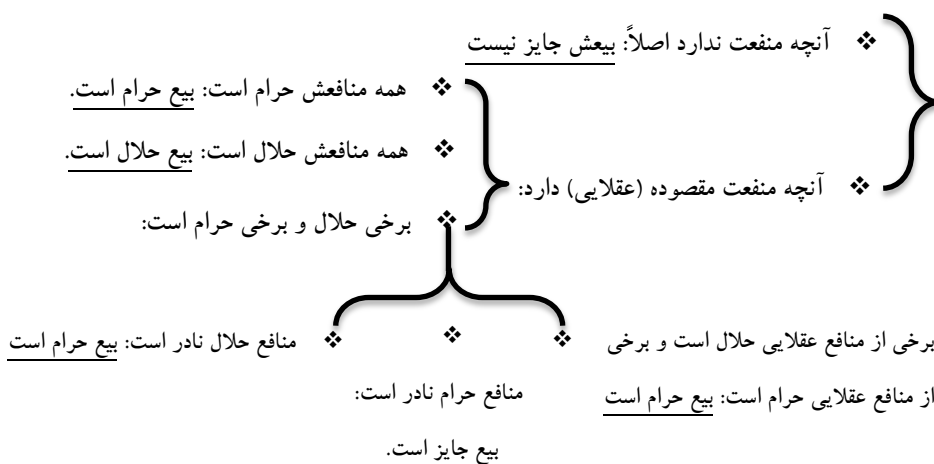 ❖ آنچه منفعت ندارد اصلاً: بیعش جایز نیست
❖ همه منافعش حرام است: بیع حرام است.
❖ همه منافعش حلال است: بیع حلال است.
❖ آنچه منفعت مقصوده (عقلایی) دارد:
❖ برخی حلال و برخی حرام است:
❖ برخی از منافع عقلایی حلال است و برخی
از منافع عقلایی حرام است: بیع حرام است
❖
منافع حرام نادر است:
بیع جایز است.
❖ منافع حلال نادر است: بیع حرام است